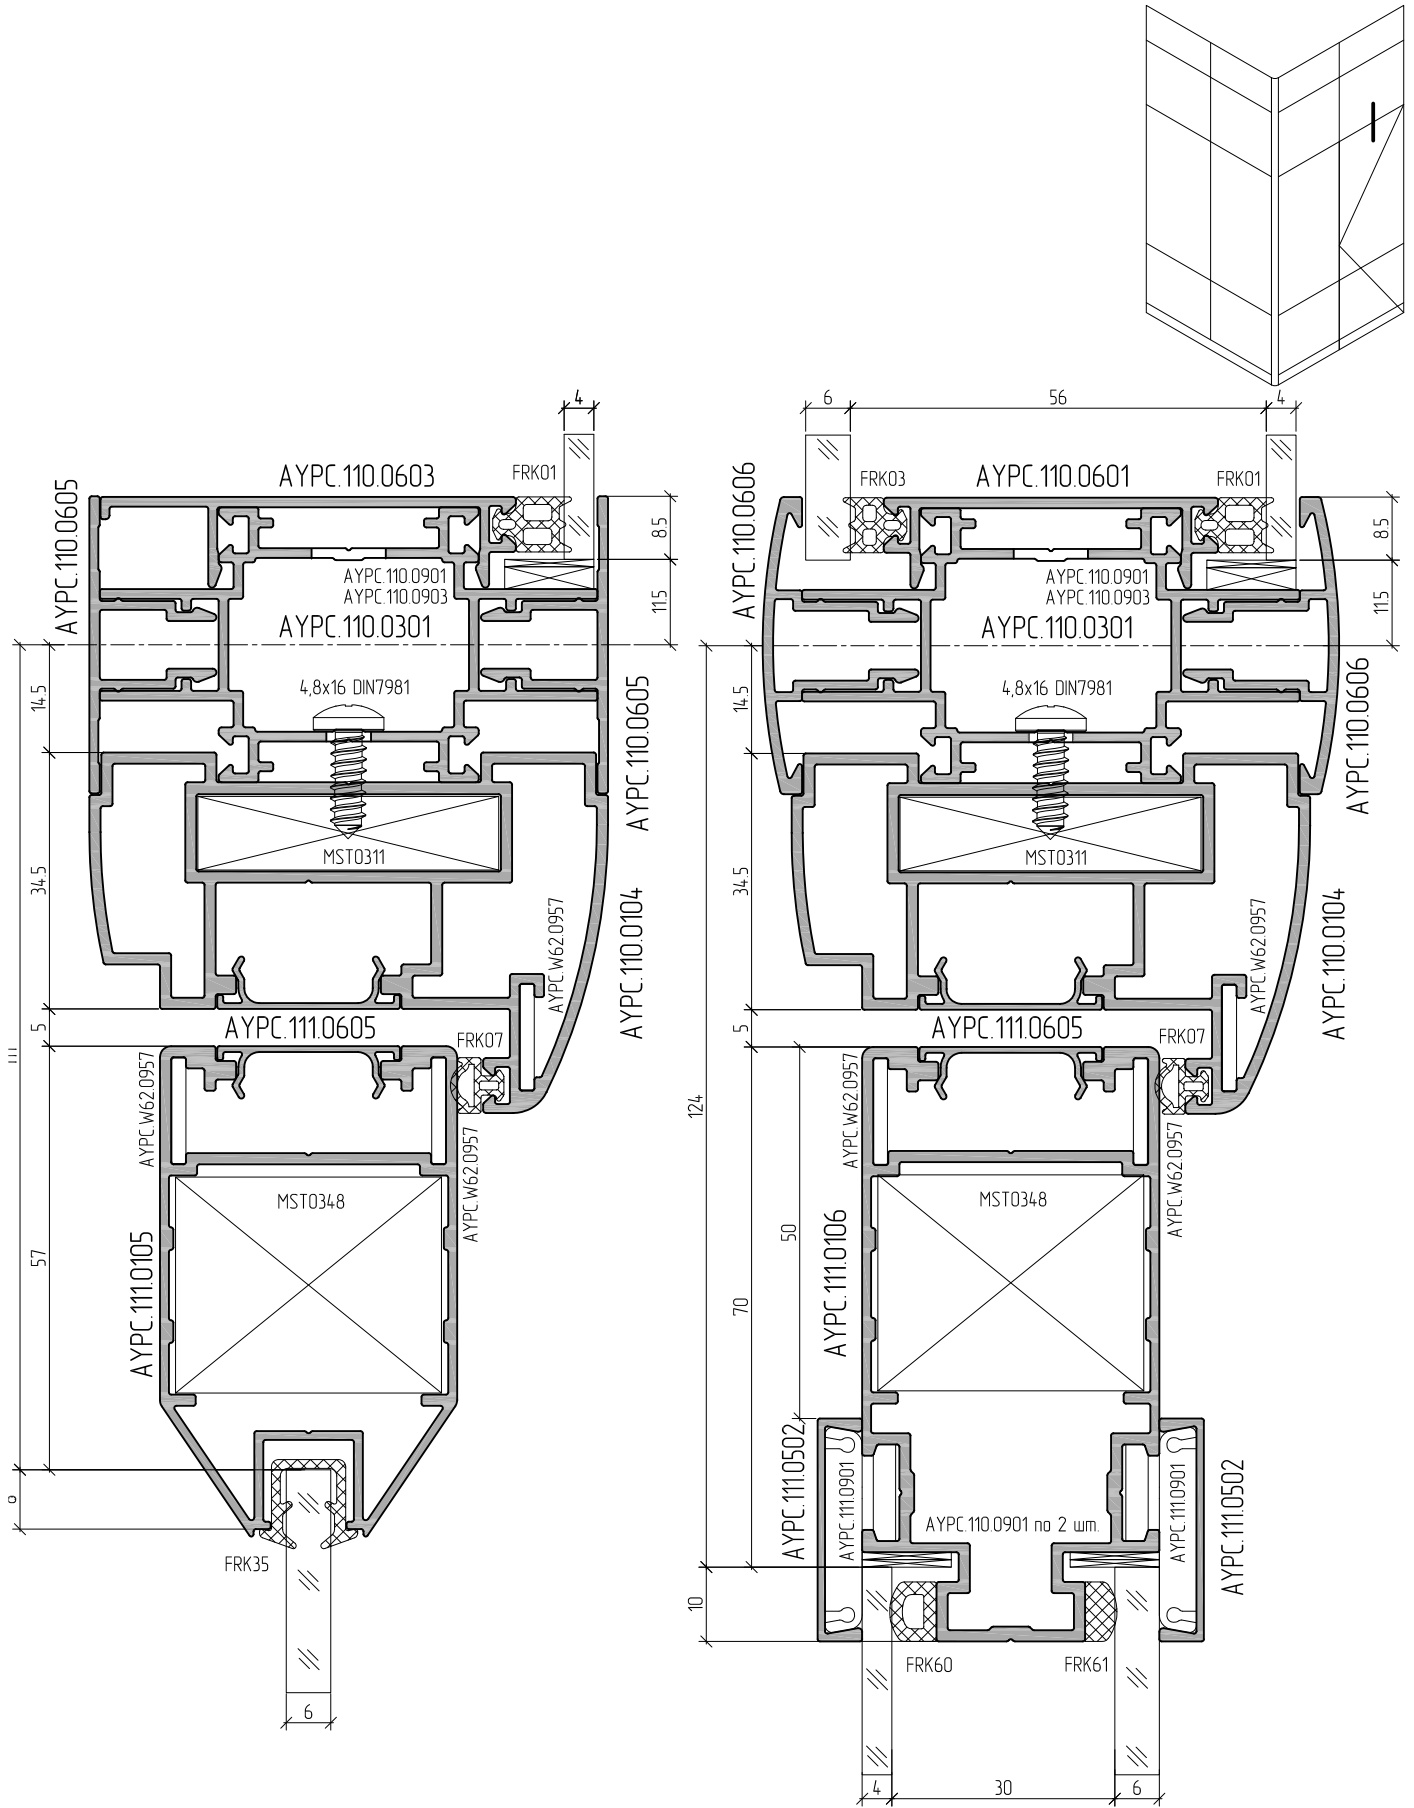 4
AYPC.110.0603
FRK01
AYPC.110.0605
8.5
AYPC.110.0901
AYPC.110.0903
11.5
AYPC.110.0301
14.5
4,8x16 DIN7981
AYPC.110.0605
MST0311
34.5
AYPC.W62.0957
AYPC.110.0104
5
AYPC.111.0605
FRK07
111
AYPC.W62.0957
AYPC.W62.0957
MST0348
57
AYPC.111.0105
FRK35
6
6
56
4
AYPC.110.0606
FRK03
AYPC.110.0601
FRK01
8.5
AYPC.110.0901
AYPC.110.0903
11.5
AYPC.110.0301
14.5
4,8x16 DIN7981
AYPC.110.0606
MST0311
34.5
AYPC.W62.0957
AYPC.110.0104
5
AYPC.111.0605
FRK07
124
AYPC.W62.0957
AYPC.W62.0957
MST0348
50
70
AYPC.111.0106
AYPC.111.0502
AYPC.111.0901
AYPC.110.0901 по 2 шт.
AYPC.111.0901
AYPC.111.0502
10
FRK60
FRK61
4
30
6